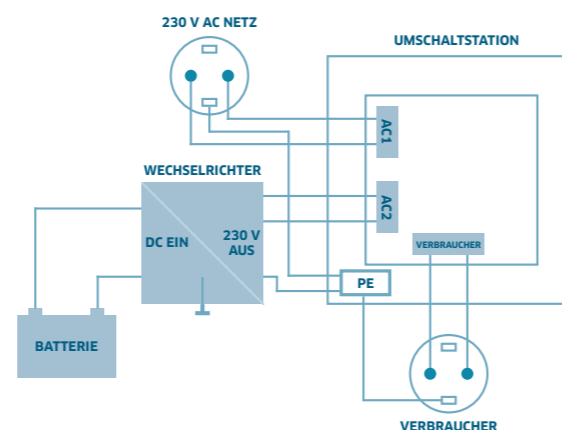 230 V AC NETZ
UMSCHALTSTATION
AC1
WECHSELRICHTER
AC2
DC EIN
230 V
AUS
VERBRAUCHER
PE
BATTERIE
VERBRAUCHER